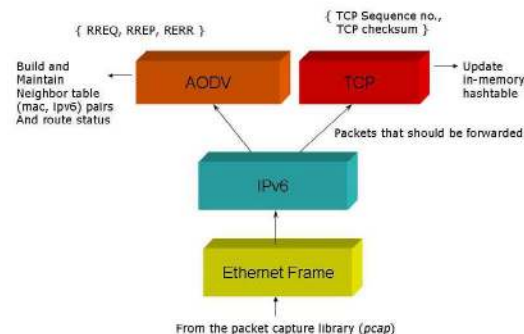 { RREQ, RREP, RERR }
{ TCP Sequence no.,
TCP checksum }
Build and
Maintain
Neighbor table
(mac, Ipv6) pairs
And route status
AODV
TCP
Update
in-memory
hashtable
Packets that should be forwarded
IPv6
Ethernet Frame
From the packet capture library (pcap)